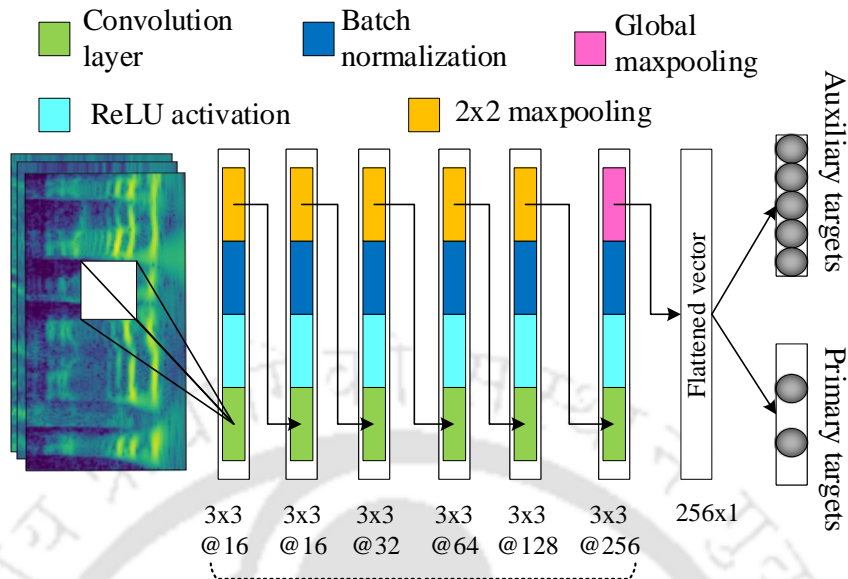 Convolution layer
Batch normalization
Global maxpooling
ReLU activation
2x2 maxpooling
Auxiliary targets
Flattened vector
Primary targets
3x3 @16
3x3 @16
3x3 @32
3x3 @64
3x3 @128
3x3 @256
256x1